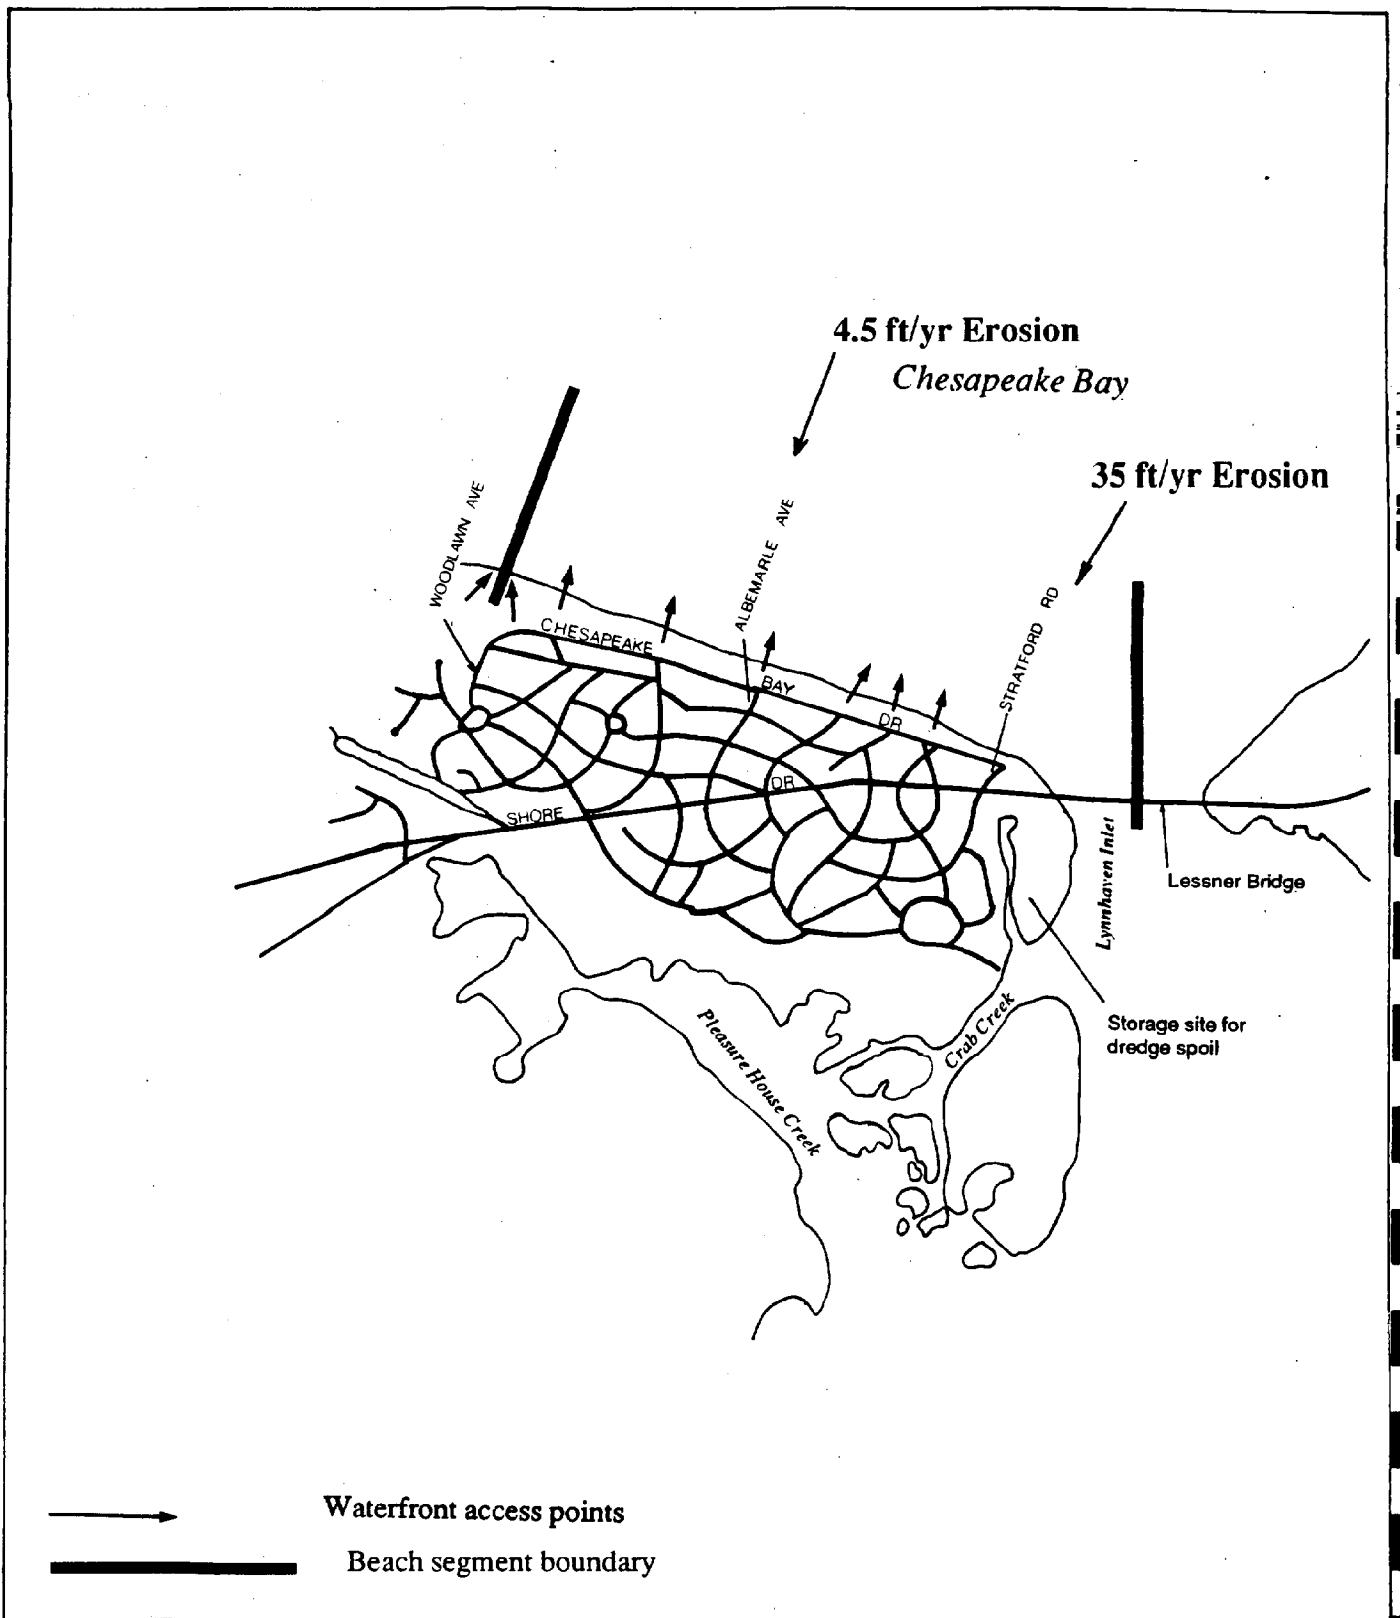 4.5 ft/yr Erosion
Chesapeake Bay
35 ft/yr Erosion
WOODLAWN AVE
ALBEMARLE AVE
STRATFORD RD
CHESAPEAKE
BAY
DR
SHORE
DR
Lynnhaven Inlet
Lessner Bridge
Storage site for
dredge spoil
Crab Creek
Pleasure House Creek
Waterfront access points
Beach segment boundary